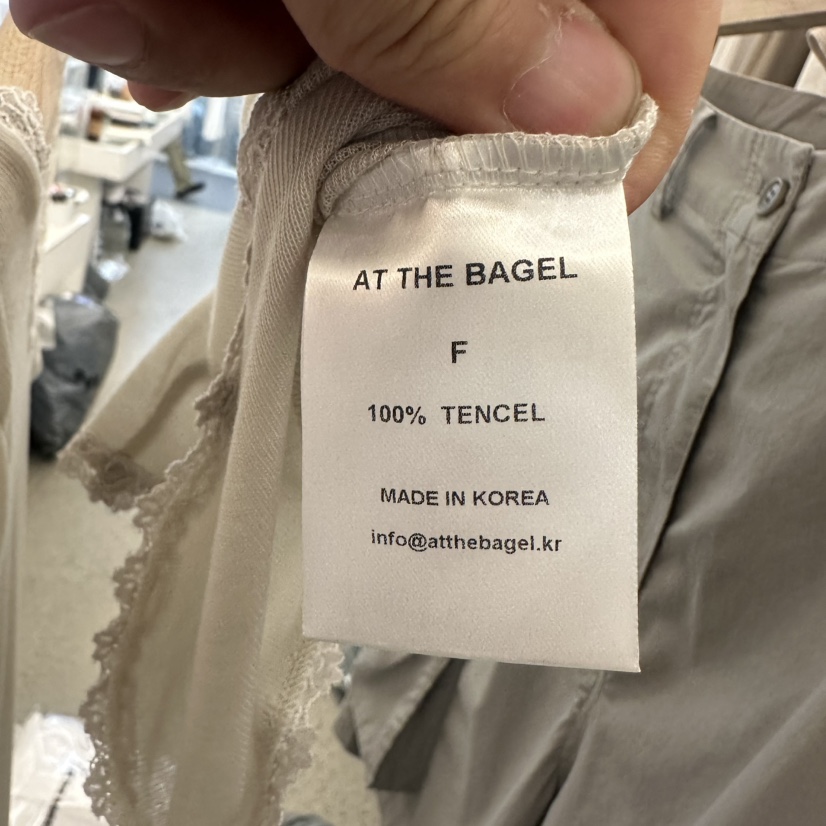 AT THE BAGEL
F
100% TENCEL
MADE IN KOREA
info@atthebagel.kr